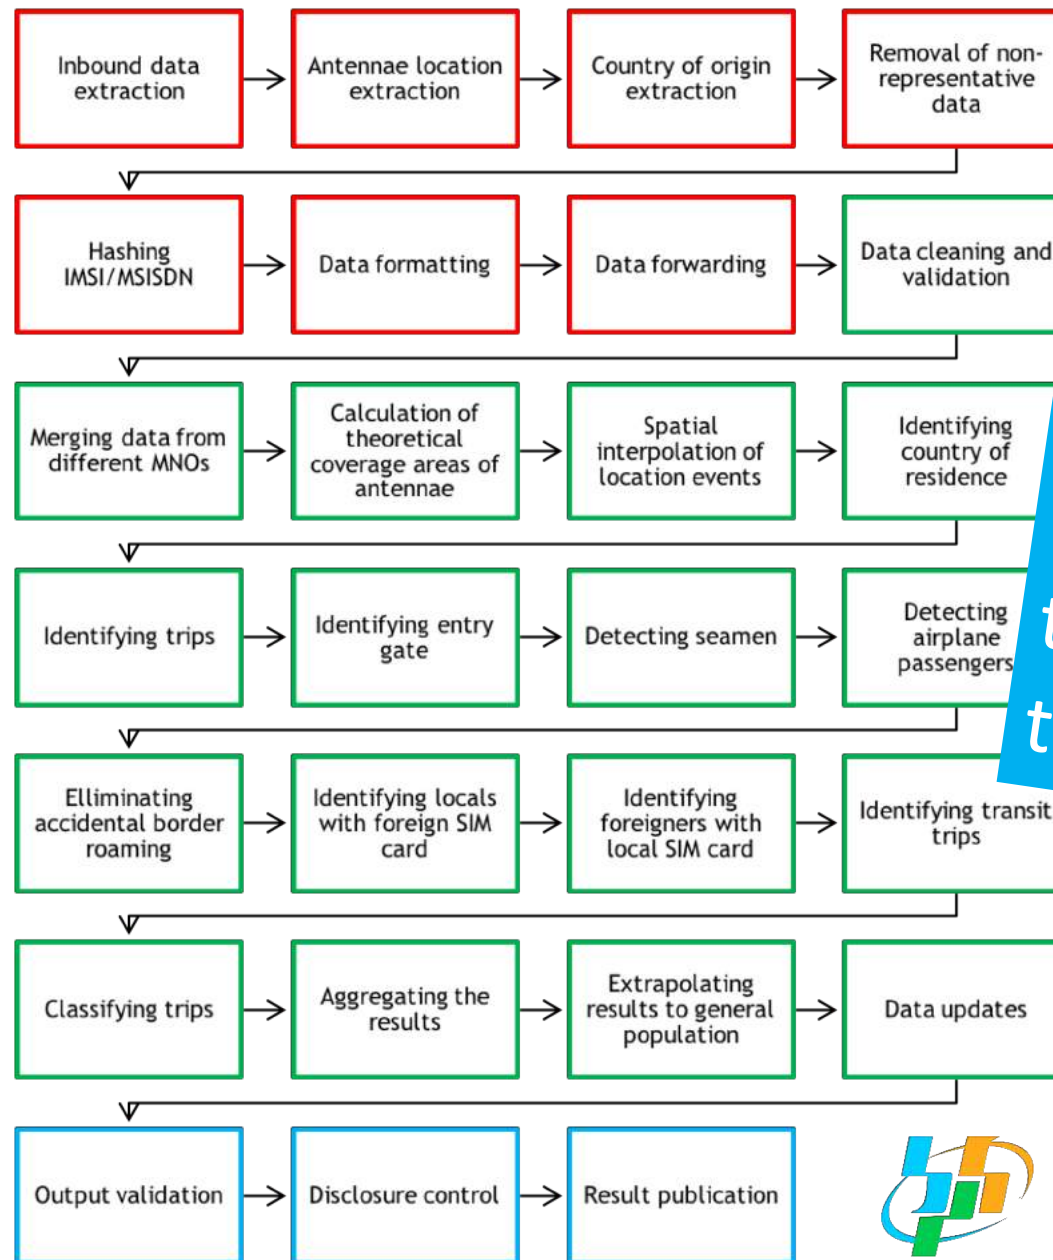 Inbound data
extraction
Antennae location
extraction
Country of origin
extraction
Removal of non-
representative
data
Hashing
IMSI/MSISDN
Data formatting
Data forwarding
Data cleaning and
validation
Merging data from
different MNOs
Calculation of
theoretical
coverage areas of
antennae
Spatial
interpolation of
location events
Identifying
country of
residence
Identifying trips
Identifying entry
gate
Detecting seamen
Detecting
airplane
passengers
Elliminating
accidental border
roaming
Identifying locals
with foreign SIM
card
Identifying
foreigners with
local SIM card
Identifying transit
trips
Classifying trips
Aggregating the
results
Extrapolating
results to general
population
Data updates
Output validation
Disclosure control
Result publication